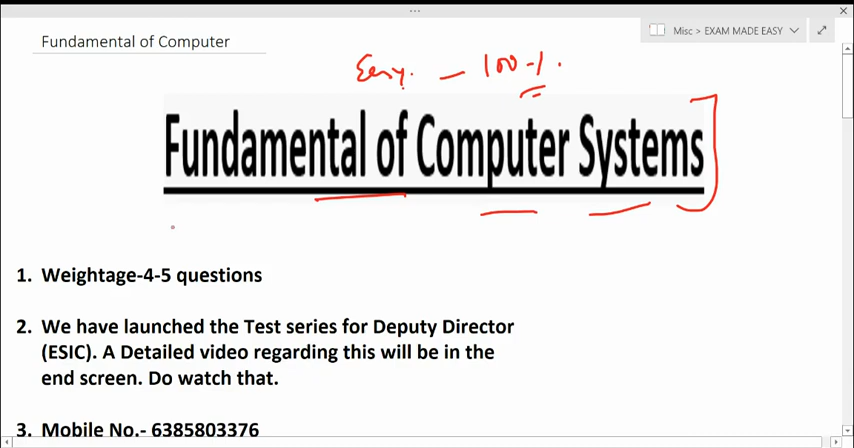 Fundamental of Computer
Misc > EXAM MADE EASY
Easy. — 100%.
Fundamental of Computer Systems
1. Weightage-4-5 questions
2. We have launched the Test series for Deputy Director
(ESIC). A Detailed video regarding this will be in the
end screen. Do watch that.
3. Mobile No.- 6385803376